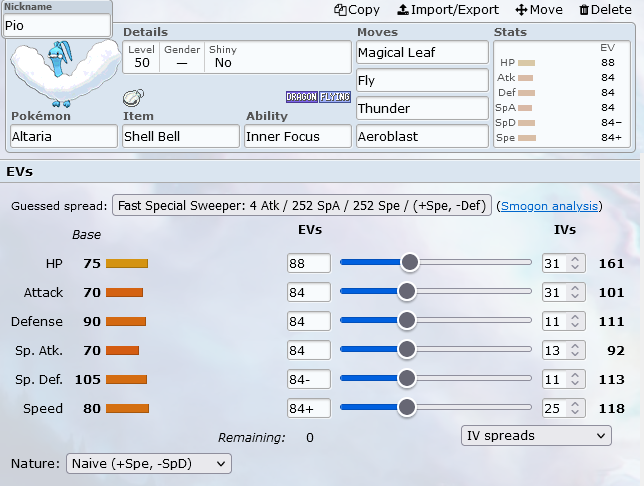 Nickname
Pio
Copy Import/Export Move Delete
Details
Level Gender Shiny
50 — No
DRAGON FLYING
Pokémon Item Ability
Altaria Shell Bell Inner Focus
Moves
Magical Leaf
Fly
Thunder
Aeroblast
Stats
EV
HP 88
Atk 84
Def 84
SpA 84
SpD 84−
Spe 84+
EVs
Guessed spread: Fast Special Sweeper: 4 Atk / 252 SpA / 252 Spe / (+Spe, -Def) (Smogon analysis)
Base EVs IVs
HP 75 88 31 161
Attack 70 84 31 101
Defense 90 84 11 111
Sp. Atk. 70 84 13 92
Sp. Def. 105 84- 11 113
Speed 80 84+ 25 118
Remaining: 0 IV spreads
Nature: Naive (+Spe, -SpD)